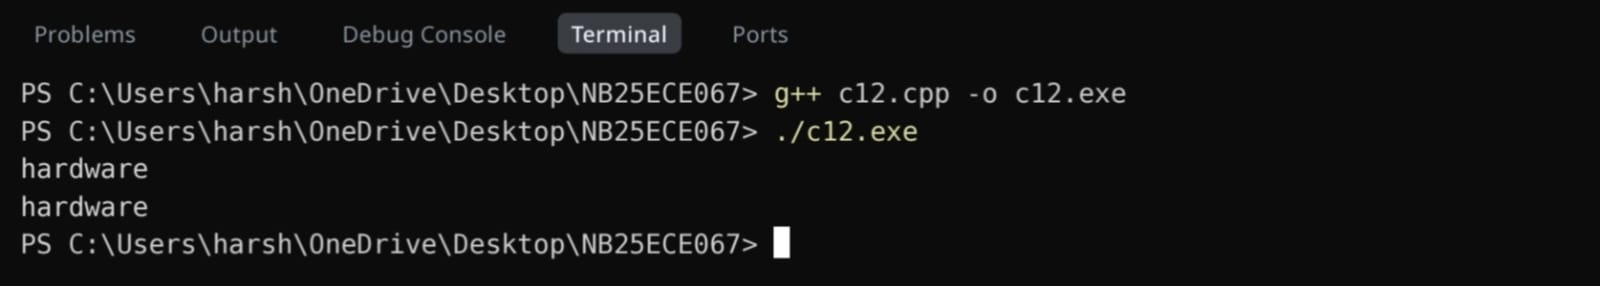 Problems Output Debug Console Terminal Ports
PS C:\Users\harsh\OneDrive\Desktop\NB25ECE067> g++ c12.cpp -o c12.exe
PS C:\Users\harsh\OneDrive\Desktop\NB25ECE067> ./c12.exe
hardware
hardware
PS C:\Users\harsh\OneDrive\Desktop\NB25ECE067>